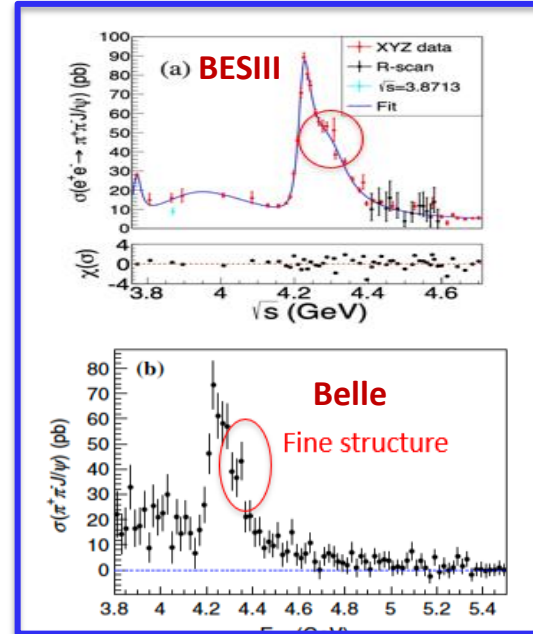 (a) BESIII
XYZ data
R-scan
√s=3.8713
Fit
σ(e⁺e⁻→ π⁺π⁻J/ψ) (pb)
100
90
80
70
60
50
40
30
20
10
0
χ(σ)
4
2
0
-2
-4
3.8 4 4.2 4.4 4.6
√s (GeV)
(b) Belle
Fine structure
σ(π⁺π⁻J/ψ) (pb)
80
70
60
50
40
30
20
10
0
3.8 4 4.2 4.4 4.6 4.8 5 5.2 5.4